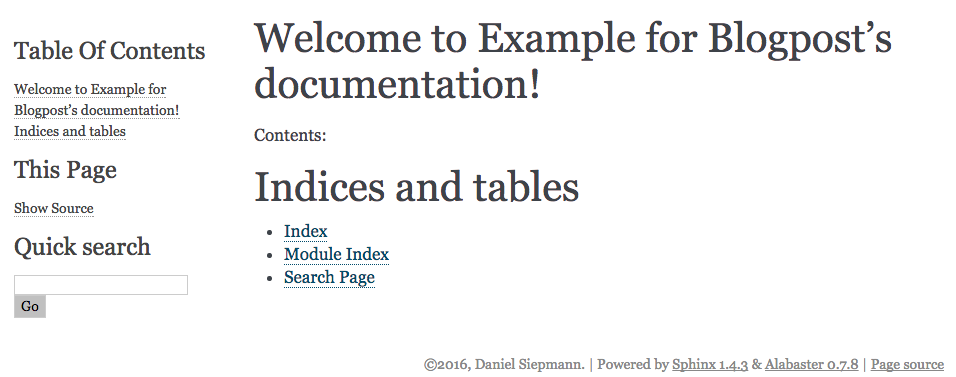 Table Of Contents
Welcome to Example for
Blogpost’s documentation!
Indices and tables
This Page
Show Source
Quick search
Go
Welcome to Example for Blogpost’s
documentation!
Contents:
Indices and tables
Index
Module Index
Search Page
©2016, Daniel Siepmann. | Powered by Sphinx 1.4.3 & Alabaster 0.7.8 | Page source